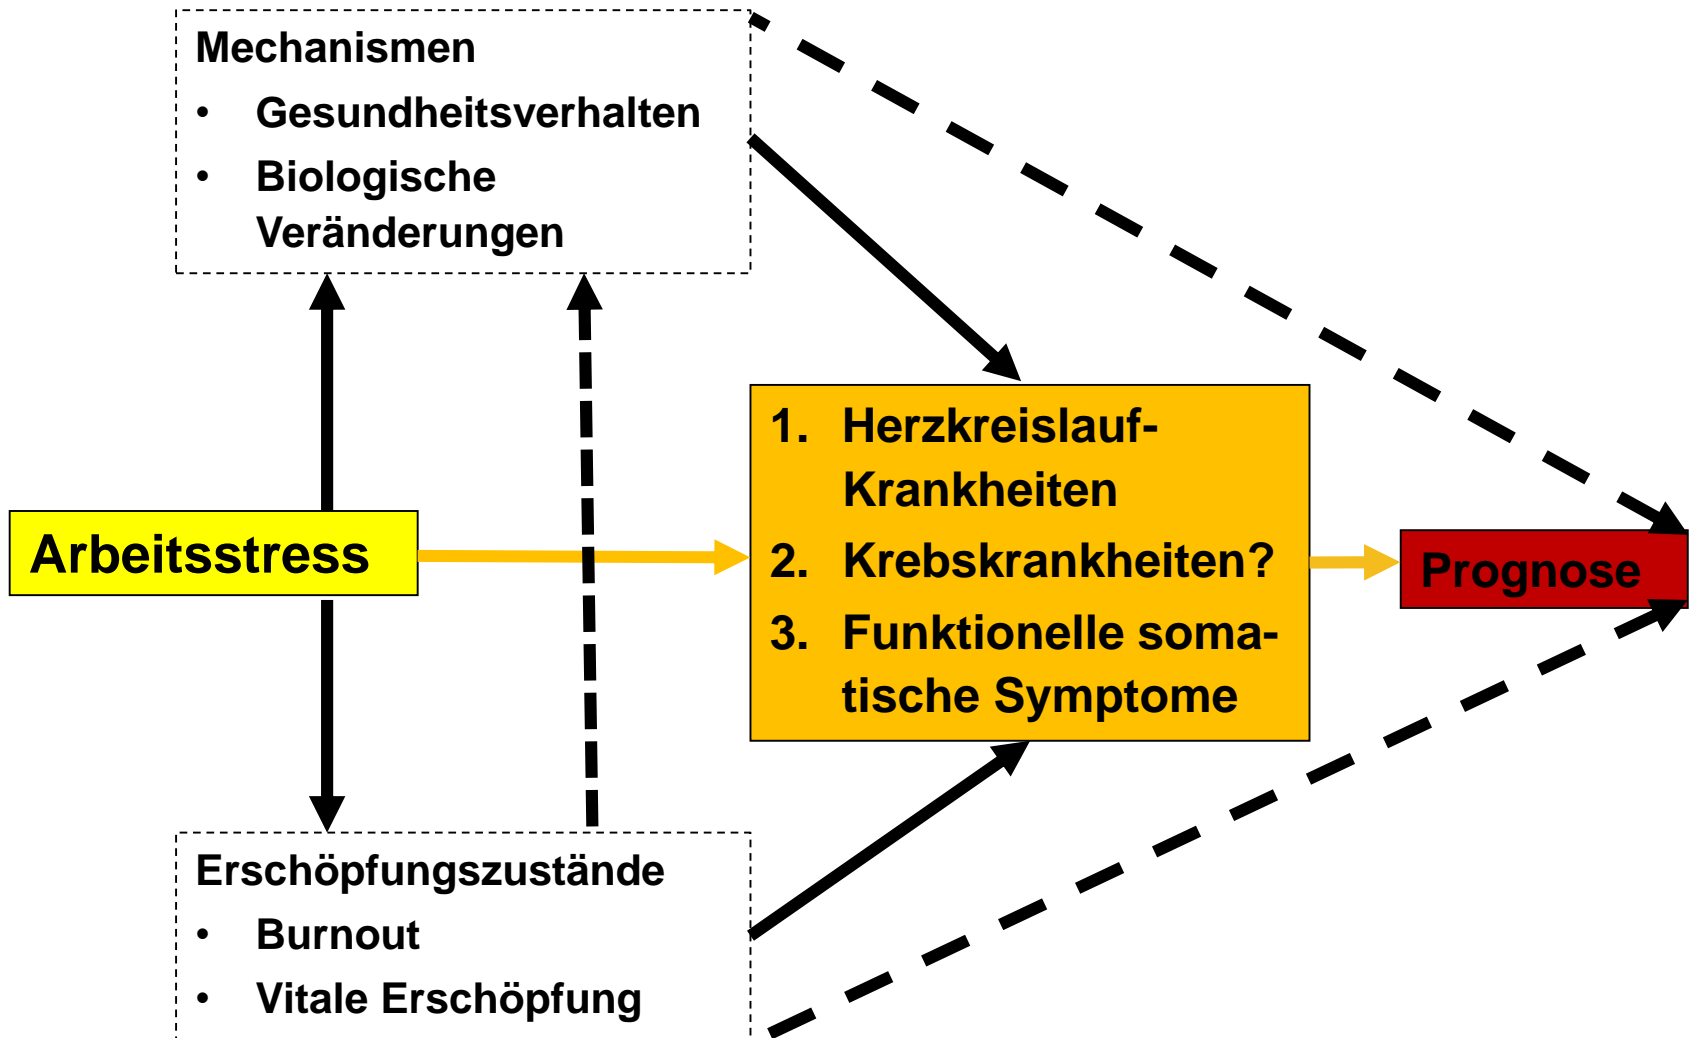 Mechanismen
• Gesundheitsverhalten
• Biologische
Veränderungen
Arbeitsstress
1. Herzkreislauf-
Krankheiten
2. Krebskrankheiten?
3. Funktionelle soma-
tische Symptome
Prognose
Erschöpfungszustände
• Burnout
• Vitale Erschöpfung